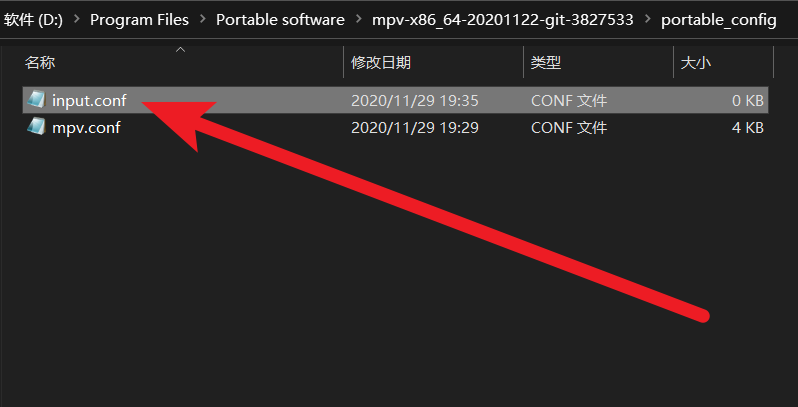 软件 (D:) > Program Files > Portable software > mpv-x86_64-20201122-git-3827533 > portable_config
名称 修改日期 类型 大小
input.conf 2020/11/29 19:35 CONF 文件 0 KB
mpv.conf 2020/11/29 19:29 CONF 文件 4 KB